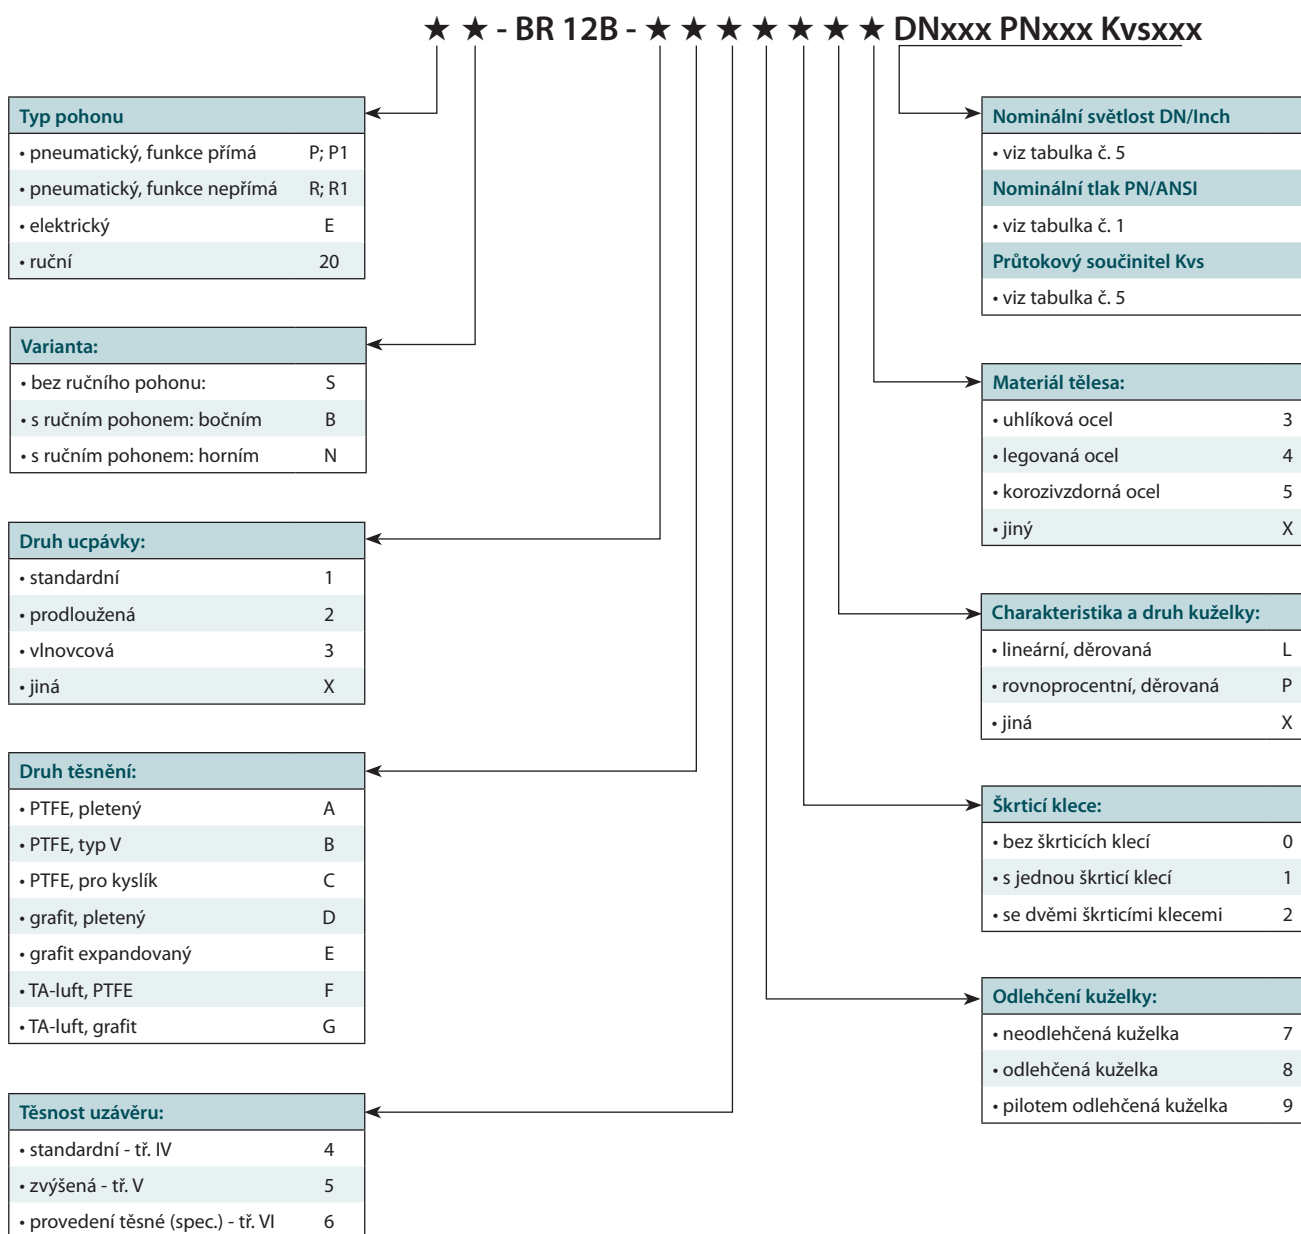 ★ ★ - BR 12B - ★ ★ ★ ★ ★ ★ ★ DNxxx PNxxx Kvsxxx
Typ pohonu
• pneumatický, funkce přímá P; P1
• pneumatický, funkce nepřímá R; R1
• elektrický E
• ruční 20
Varianta:
• bez ručního pohonu: S
• s ručním pohonem: bočním B
• s ručním pohonem: horním N
Druh ucpávky:
• standardní 1
• prodloužená 2
• vlnovcová 3
• jiná X
Druh těsnění:
• PTFE, pletený A
• PTFE, typ V B
• PTFE, pro kyslík C
• grafit, pletený D
• grafit expandovaný E
• TA-luft, PTFE F
• TA-luft, grafit G
Těsnost uzávěru:
• standardní - tř. IV 4
• zvýšená - tř. V 5
• provedení těsné (spec.) - tř. VI 6
Nominální světlost DN/Inch
• viz tabulka č. 5
Nominální tlak PN/ANSI
• viz tabulka č. 1
Průtokový součinitel Kvs
• viz tabulka č. 5
Materiál tělesa:
• uhlíková ocel 3
• legovaná ocel 4
• korozivzdorná ocel 5
• jiný X
Charakteristika a druh kuželky:
• lineární, děrovaná L
• rovnoprocentní, děrovaná P
• jiná X
Škrticí klece:
• bez škrticích klecí 0
• s jednou škrticí klecí 1
• se dvěmi škrticími klecemi 2
Odlehčení kuželky:
• neodlehčená kuželka 7
• odlehčená kuželka 8
• pilotem odlehčená kuželka 9